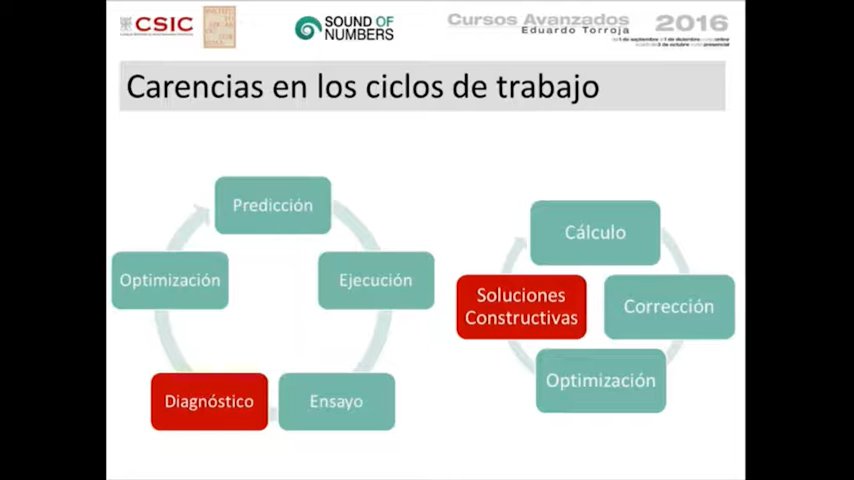 CSIC
SOUND OF
NUMBERS
Cursos Avanzados
Eduardo Torroja
2016
Carencias en los ciclos de trabajo
Predicción
Optimización
Ejecución
Diagnóstico
Ensayo
Cálculo
Soluciones
Constructivas
Corrección
Optimización